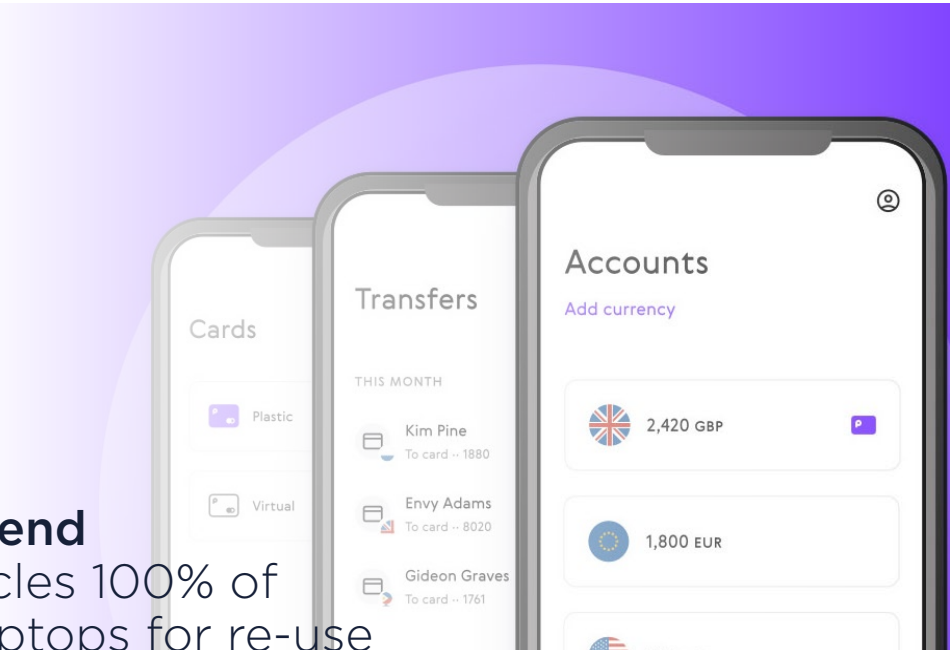 Accounts
Add currency
2,420 GBP
1,800 EUR
Transfers
THIS MONTH
Kim Pine
To card ·· 1880
Envy Adams
To card ·· 8020
Gideon Graves
To card ·· 1761
Cards
Plastic
Virtual
end
cles 100% of
ptops for re-use